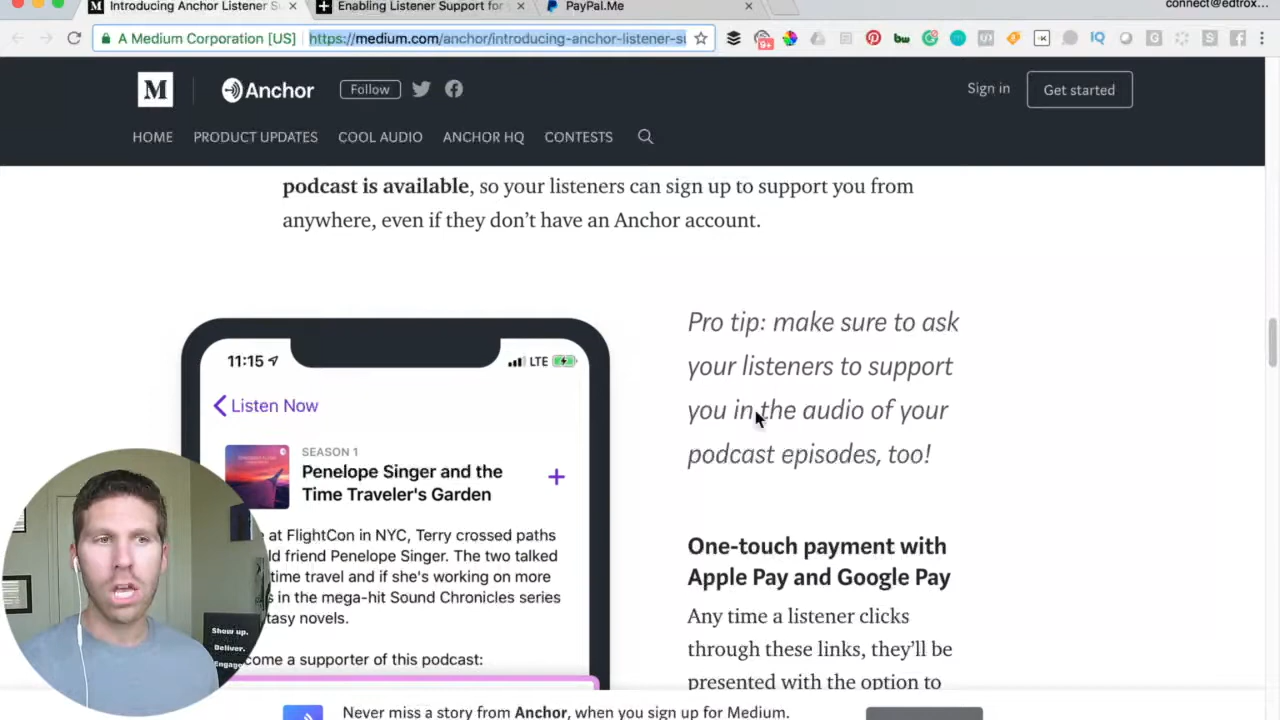 Introducing Anchor Listener S
Enabling Listener Support for
PayPal.Me
connect@edtrox...
A Medium Corporation [US]
https://medium.com/anchor/introducing-anchor-listener-su
9+
bw
IQ
M
Anchor
Follow
Sign in
Get started
HOME
PRODUCT UPDATES
COOL AUDIO
ANCHOR HQ
CONTESTS
podcast is available, so your listeners can sign up to support you from
anywhere, even if they don’t have an Anchor account.
11:15
LTE
Listen Now
SEASON 1
Penelope Singer and the
Time Traveler's Garden
at FlightCon in NYC, Terry crossed paths
ld friend Penelope Singer. The two talked
time travel and if she's working on more
s in the mega-hit Sound Chronicles series
tasy novels.
come a supporter of this podcast:
Pro tip: make sure to ask
your listeners to support
you in the audio of your
podcast episodes, too!
One-touch payment with
Apple Pay and Google Pay
Any time a listener clicks
through these links, they’ll be
presented with the option to
Show up.
Deliver.
Engage
Never miss a story from Anchor, when you sign up for Medium.